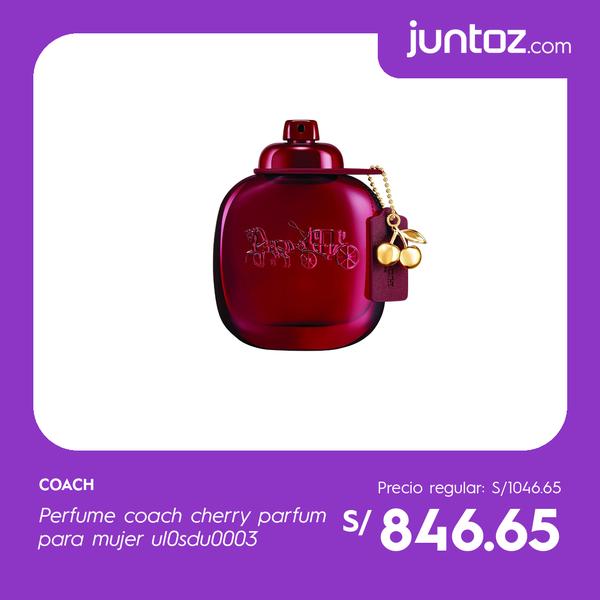 juntoz.com
COACH
Perfume coach cherry parfum
para mujer ul0sdu0003
Precio regular: S/1046.65
S/ 846.65